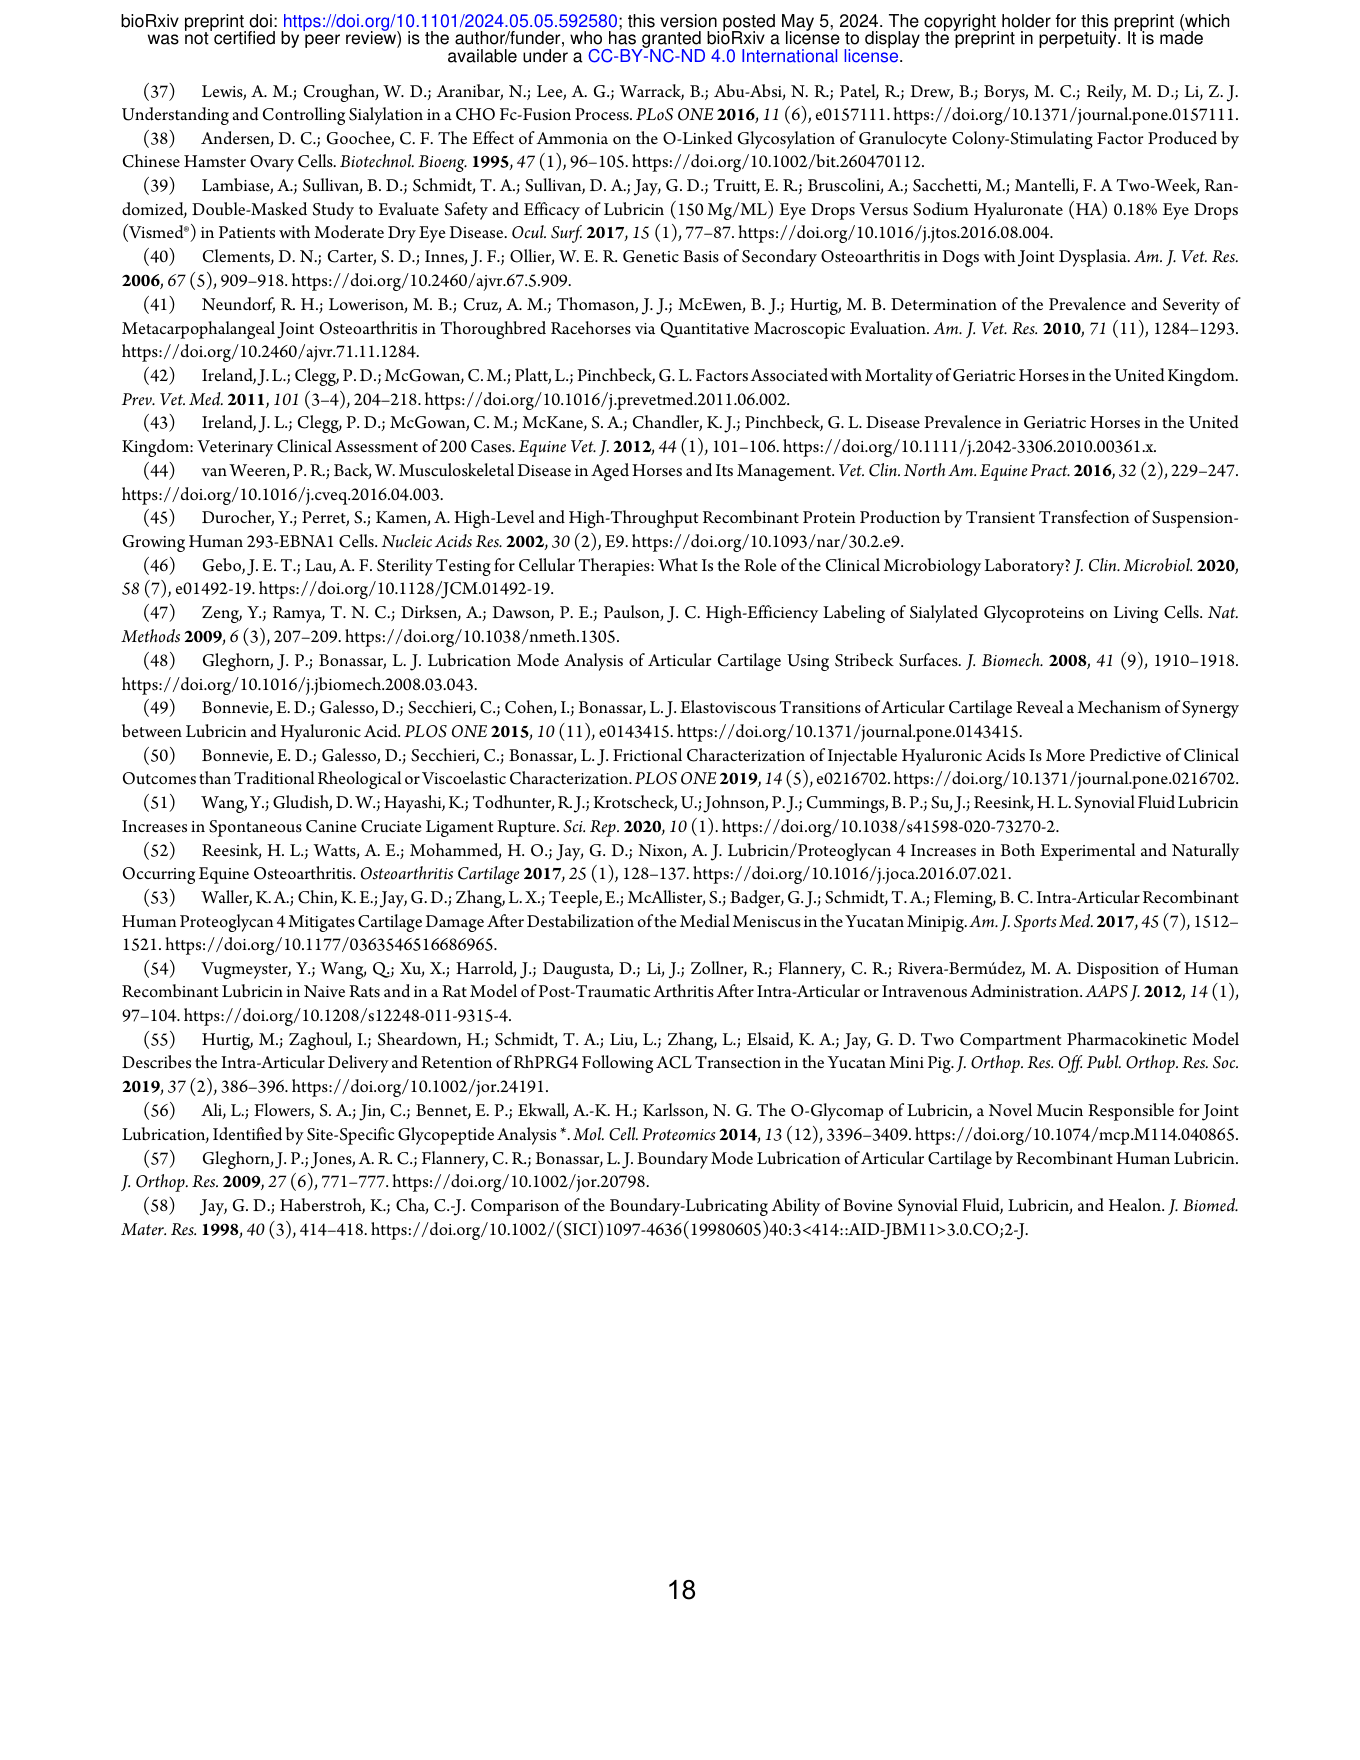 bioRxiv preprint doi: https://doi.org/10.1101/2024.05.05.592580; this version posted May 5, 2024. The copyright holder for this preprint (which
was not certified by peer review) is the author/funder, who has granted bioRxiv a license to display the preprint in perpetuity. It is made
available under a CC-BY-NC-ND 4.0 International license.
(37) Lewis, A. M.; Croughan, W. D.; Aranibar, N.; Lee, A. G.; Warrack, B.; Abu-Absi, N. R.; Patel, R.; Drew, B.; Borys, M. C.; Reily, M. D.; Li, Z. J.
Understanding and Controlling Sialylation in a CHO Fc-Fusion Process. PLoS ONE 2016, 11 (6), e0157111. https://doi.org/10.1371/journal.pone.0157111.
(38) Andersen, D. C.; Goochee, C. F. The Effect of Ammonia on the O-Linked Glycosylation of Granulocyte Colony-Stimulating Factor Produced by
Chinese Hamster Ovary Cells. Biotechnol. Bioeng. 1995, 47 (1), 96–105. https://doi.org/10.1002/bit.260470112.
(39) Lambiase, A.; Sullivan, B. D.; Schmidt, T. A.; Sullivan, D. A.; Jay, G. D.; Truitt, E. R.; Bruscolini, A.; Sacchetti, M.; Mantelli, F. A Two-Week, Ran-
domized, Double-Masked Study to Evaluate Safety and Efficacy of Lubricin (150 Mg/ML) Eye Drops Versus Sodium Hyaluronate (HA) 0.18% Eye Drops
(Vismed®) in Patients with Moderate Dry Eye Disease. Ocul. Surf. 2017, 15 (1), 77–87. https://doi.org/10.1016/j.jtos.2016.08.004.
(40) Clements, D. N.; Carter, S. D.; Innes, J. F.; Ollier, W. E. R. Genetic Basis of Secondary Osteoarthritis in Dogs with Joint Dysplasia. Am. J. Vet. Res.
2006, 67 (5), 909–918. https://doi.org/10.2460/ajvr.67.5.909.
(41) Neundorf, R. H.; Lowerison, M. B.; Cruz, A. M.; Thomason, J. J.; McEwen, B. J.; Hurtig, M. B. Determination of the Prevalence and Severity of
Metacarpophalangeal Joint Osteoarthritis in Thoroughbred Racehorses via Quantitative Macroscopic Evaluation. Am. J. Vet. Res. 2010, 71 (11), 1284–1293.
https://doi.org/10.2460/ajvr.71.11.1284.
(42) Ireland, J. L.; Clegg, P. D.; McGowan, C. M.; Platt, L.; Pinchbeck, G. L. Factors Associated with Mortality of Geriatric Horses in the United Kingdom.
Prev. Vet. Med. 2011, 101 (3–4), 204–218. https://doi.org/10.1016/j.prevetmed.2011.06.002.
(43) Ireland, J. L.; Clegg, P. D.; McGowan, C. M.; McKane, S. A.; Chandler, K. J.; Pinchbeck, G. L. Disease Prevalence in Geriatric Horses in the United
Kingdom: Veterinary Clinical Assessment of 200 Cases. Equine Vet. J. 2012, 44 (1), 101–106. https://doi.org/10.1111/j.2042-3306.2010.00361.x.
(44) van Weeren, P. R.; Back, W. Musculoskeletal Disease in Aged Horses and Its Management. Vet. Clin. North Am. Equine Pract. 2016, 32 (2), 229–247.
https://doi.org/10.1016/j.cveq.2016.04.003.
(45) Durocher, Y.; Perret, S.; Kamen, A. High-Level and High-Throughput Recombinant Protein Production by Transient Transfection of Suspension-
Growing Human 293-EBNA1 Cells. Nucleic Acids Res. 2002, 30 (2), E9. https://doi.org/10.1093/nar/30.2.e9.
(46) Gebo, J. E. T.; Lau, A. F. Sterility Testing for Cellular Therapies: What Is the Role of the Clinical Microbiology Laboratory? J. Clin. Microbiol. 2020,
58 (7), e01492-19. https://doi.org/10.1128/JCM.01492-19.
(47) Zeng, Y.; Ramya, T. N. C.; Dirksen, A.; Dawson, P. E.; Paulson, J. C. High-Efficiency Labeling of Sialylated Glycoproteins on Living Cells. Nat.
Methods 2009, 6 (3), 207–209. https://doi.org/10.1038/nmeth.1305.
(48) Gleghorn, J. P.; Bonassar, L. J. Lubrication Mode Analysis of Articular Cartilage Using Stribeck Surfaces. J. Biomech. 2008, 41 (9), 1910–1918.
https://doi.org/10.1016/j.jbiomech.2008.03.043.
(49) Bonnevie, E. D.; Galesso, D.; Secchieri, C.; Cohen, I.; Bonassar, L. J. Elastoviscous Transitions of Articular Cartilage Reveal a Mechanism of Synergy
between Lubricin and Hyaluronic Acid. PLOS ONE 2015, 10 (11), e0143415. https://doi.org/10.1371/journal.pone.0143415.
(50) Bonnevie, E. D.; Galesso, D.; Secchieri, C.; Bonassar, L. J. Frictional Characterization of Injectable Hyaluronic Acids Is More Predictive of Clinical
Outcomes than Traditional Rheological or Viscoelastic Characterization. PLOS ONE 2019, 14 (5), e0216702. https://doi.org/10.1371/journal.pone.0216702.
(51) Wang, Y.; Gludish, D. W.; Hayashi, K.; Todhunter, R. J.; Krotscheck, U.; Johnson, P. J.; Cummings, B. P.; Su, J.; Reesink, H. L. Synovial Fluid Lubricin
Increases in Spontaneous Canine Cruciate Ligament Rupture. Sci. Rep. 2020, 10 (1). https://doi.org/10.1038/s41598-020-73270-2.
(52) Reesink, H. L.; Watts, A. E.; Mohammed, H. O.; Jay, G. D.; Nixon, A. J. Lubricin/Proteoglycan 4 Increases in Both Experimental and Naturally
Occurring Equine Osteoarthritis. Osteoarthritis Cartilage 2017, 25 (1), 128–137. https://doi.org/10.1016/j.joca.2016.07.021.
(53) Waller, K. A.; Chin, K. E.; Jay, G. D.; Zhang, L. X.; Teeple, E.; McAllister, S.; Badger, G. J.; Schmidt, T. A.; Fleming, B. C. Intra-Articular Recombinant
Human Proteoglycan 4 Mitigates Cartilage Damage After Destabilization of the Medial Meniscus in the Yucatan Minipig. Am. J. Sports Med. 2017, 45 (7), 1512–
1521. https://doi.org/10.1177/0363546516686965.
(54) Vugmeyster, Y.; Wang, Q.; Xu, X.; Harrold, J.; Daugusta, D.; Li, J.; Zollner, R.; Flannery, C. R.; Rivera-Bermúdez, M. A. Disposition of Human
Recombinant Lubricin in Naive Rats and in a Rat Model of Post-Traumatic Arthritis After Intra-Articular or Intravenous Administration. AAPS J. 2012, 14 (1),
97–104. https://doi.org/10.1208/s12248-011-9315-4.
(55) Hurtig, M.; Zaghoul, I.; Sheardown, H.; Schmidt, T. A.; Liu, L.; Zhang, L.; Elsaid, K. A.; Jay, G. D. Two Compartment Pharmacokinetic Model
Describes the Intra-Articular Delivery and Retention of RhPRG4 Following ACL Transection in the Yucatan Mini Pig. J. Orthop. Res. Off. Publ. Orthop. Res. Soc.
2019, 37 (2), 386–396. https://doi.org/10.1002/jor.24191.
(56) Ali, L.; Flowers, S. A.; Jin, C.; Bennet, E. P.; Ekwall, A.-K. H.; Karlsson, N. G. The O-Glycomap of Lubricin, a Novel Mucin Responsible for Joint
Lubrication, Identified by Site-Specific Glycopeptide Analysis *. Mol. Cell. Proteomics 2014, 13 (12), 3396–3409. https://doi.org/10.1074/mcp.M114.040865.
(57) Gleghorn, J. P.; Jones, A. R. C.; Flannery, C. R.; Bonassar, L. J. Boundary Mode Lubrication of Articular Cartilage by Recombinant Human Lubricin.
J. Orthop. Res. 2009, 27 (6), 771–777. https://doi.org/10.1002/jor.20798.
(58) Jay, G. D.; Haberstroh, K.; Cha, C.-J. Comparison of the Boundary-Lubricating Ability of Bovine Synovial Fluid, Lubricin, and Healon. J. Biomed.
Mater. Res. 1998, 40 (3), 414–418. https://doi.org/10.1002/(SICI)1097-4636(19980605)40:3<414::AID-JBM11>3.0.CO;2-J.
18